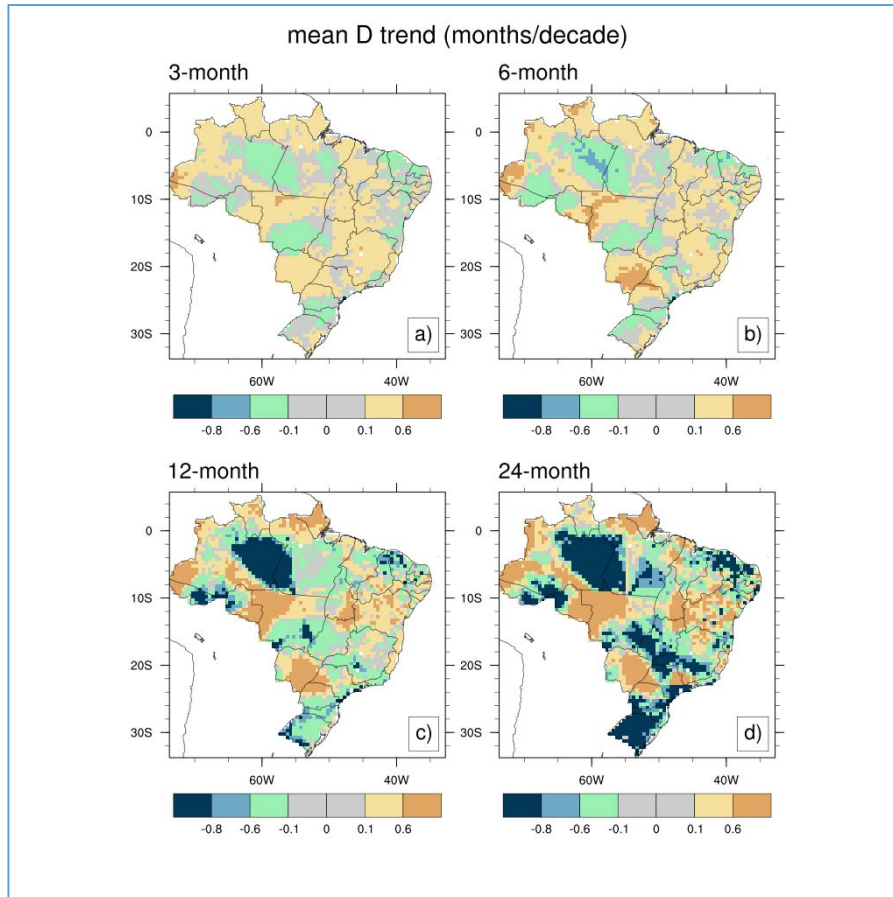 mean D trend (months/decade)
3-month
6-month
0
10S
20S
30S
a)
0
10S
20S
30S
b)
60W
40W
60W
40W
-0.8 -0.6 -0.1 0 0.1 0.6
-0.8 -0.6 -0.1 0 0.1 0.6
12-month
24-month
0
10S
20S
30S
c)
0
10S
20S
30S
d)
60W
40W
60W
40W
-0.8 -0.6 -0.1 0 0.1 0.6
-0.8 -0.6 -0.1 0 0.1 0.6